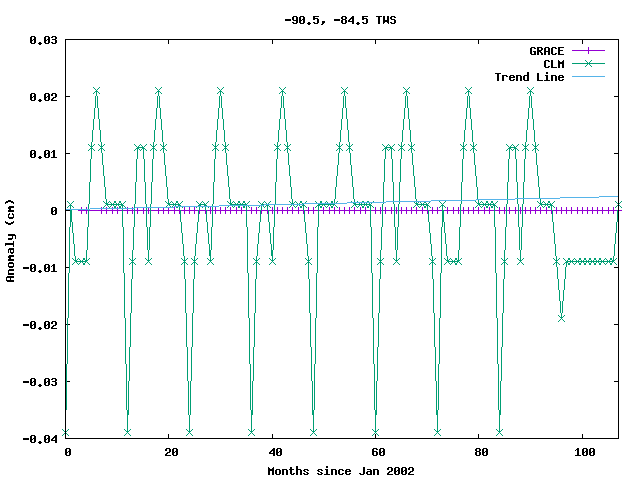 -90.5, -84.5 TWS
GRACE
CLM
Trend Line
0.03
0.02
0.01
0
-0.01
-0.02
-0.03
-0.04
Anomaly (cm)
0 20 40 60 80 100
Months since Jan 2002